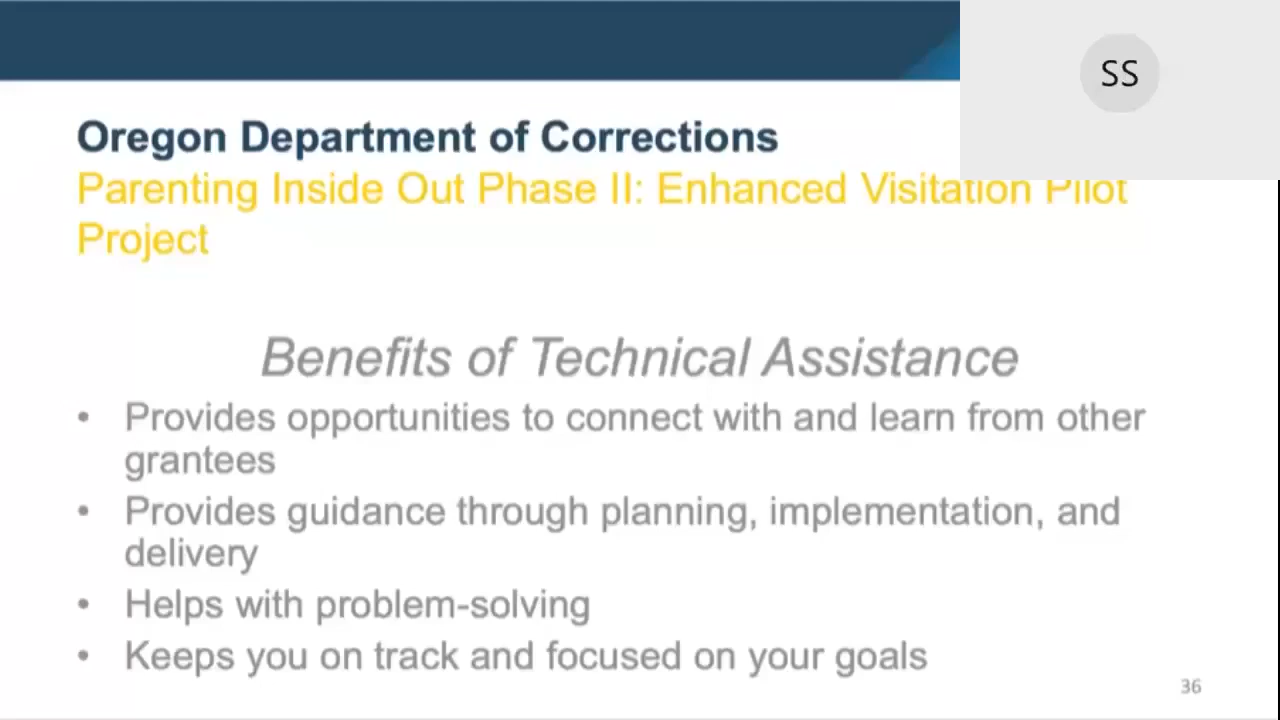 SS
Oregon Department of Corrections
Parenting Inside Out Phase II: Enhanced Visitation Pilot
Project
Benefits of Technical Assistance
• Provides opportunities to connect with and learn from other
grantees
• Provides guidance through planning, implementation, and
delivery
• Helps with problem-solving
• Keeps you on track and focused on your goals
36